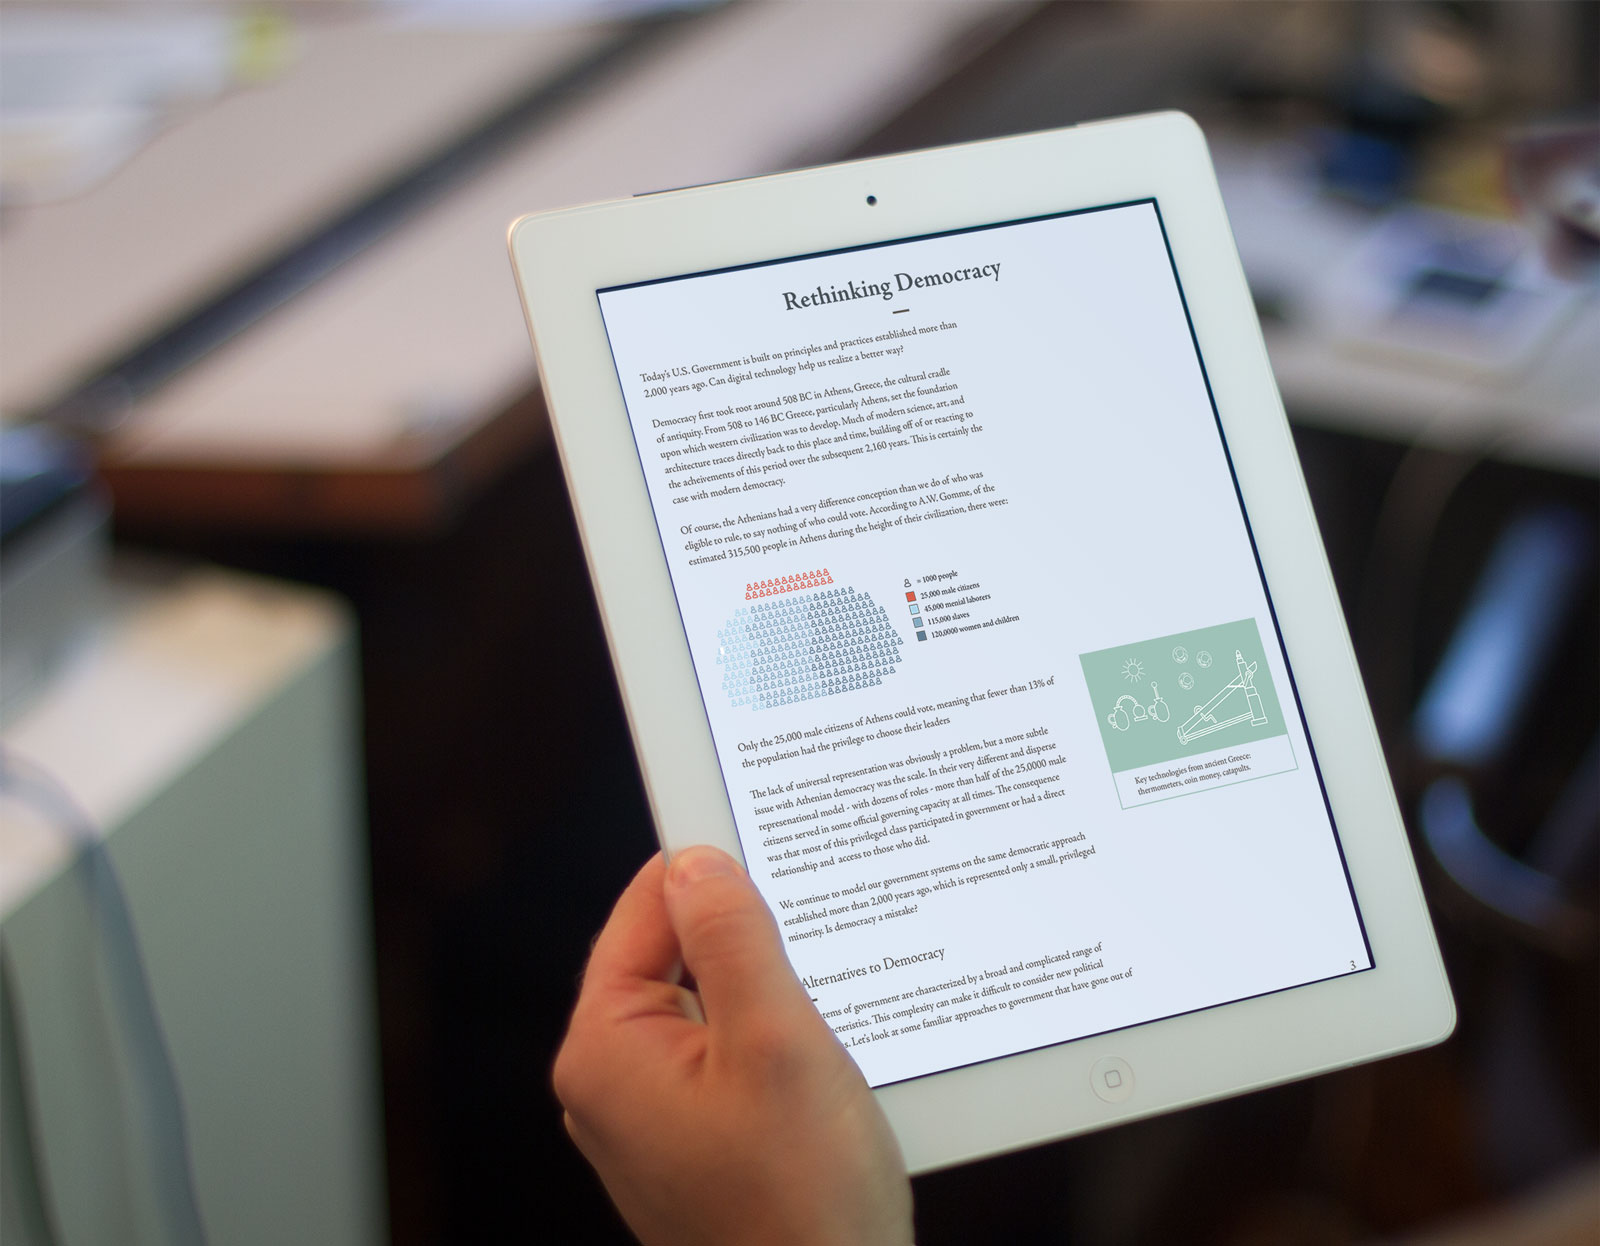 Rethinking Democracy
Today's U.S. Government is built on principles and practices established more than
2,000 years ago. Can digital technology help us realize a better way?
Democracy first took root around 508 BC in Athens, Greece, the cultural cradle
of antiquity. From 508 to 146 BC Greece, particularly Athens, set the foundation
upon which western civilization was to develop. Much of modern science, art, and
architecture traces directly back to this place and time, building off of or reacting to
the acheivements of this period over the subsequent 2,160 years. This is certainly the
case with modern democracy.
Of course, the Athenians had a very difference conception than we do of who was
eligible to rule, to say nothing of who could vote. According to A.W. Gomme, of the
estimated 315,500 people in Athens during the height of their civilization, there were:
= 1000 people
25,000 male citizens
45,000 menial laborers
115,000 slaves
120,0000 women and children
Only the 25,000 male citizens of Athens could vote, meaning that fewer than 13% of
the population had the privilege to choose their leaders
The lack of universal representation was obviously a problem, but a more subtle
issue with Athenian democracy was the scale. In their very different and disperse
represenational model - with dozens of roles - more than half of the 25,0000 male
citizens served in some official governing capacity at all times. The consequence
was that most of this privileged class participated in government or had a direct
relationship and access to those who did.
Key technologies from ancient Greece:
thermometers, coin money, catapults.
We continue to model our government systems on the same democratic approach
established more than 2,000 years ago, which is represented only a small, privileged
minority. Is democracy a mistake?
Alternatives to Democracy
of government are characterized by a broad and complicated range of
This complexity can make it difficult to consider new political
Let's look at some familiar approaches to government that have gone out of
3